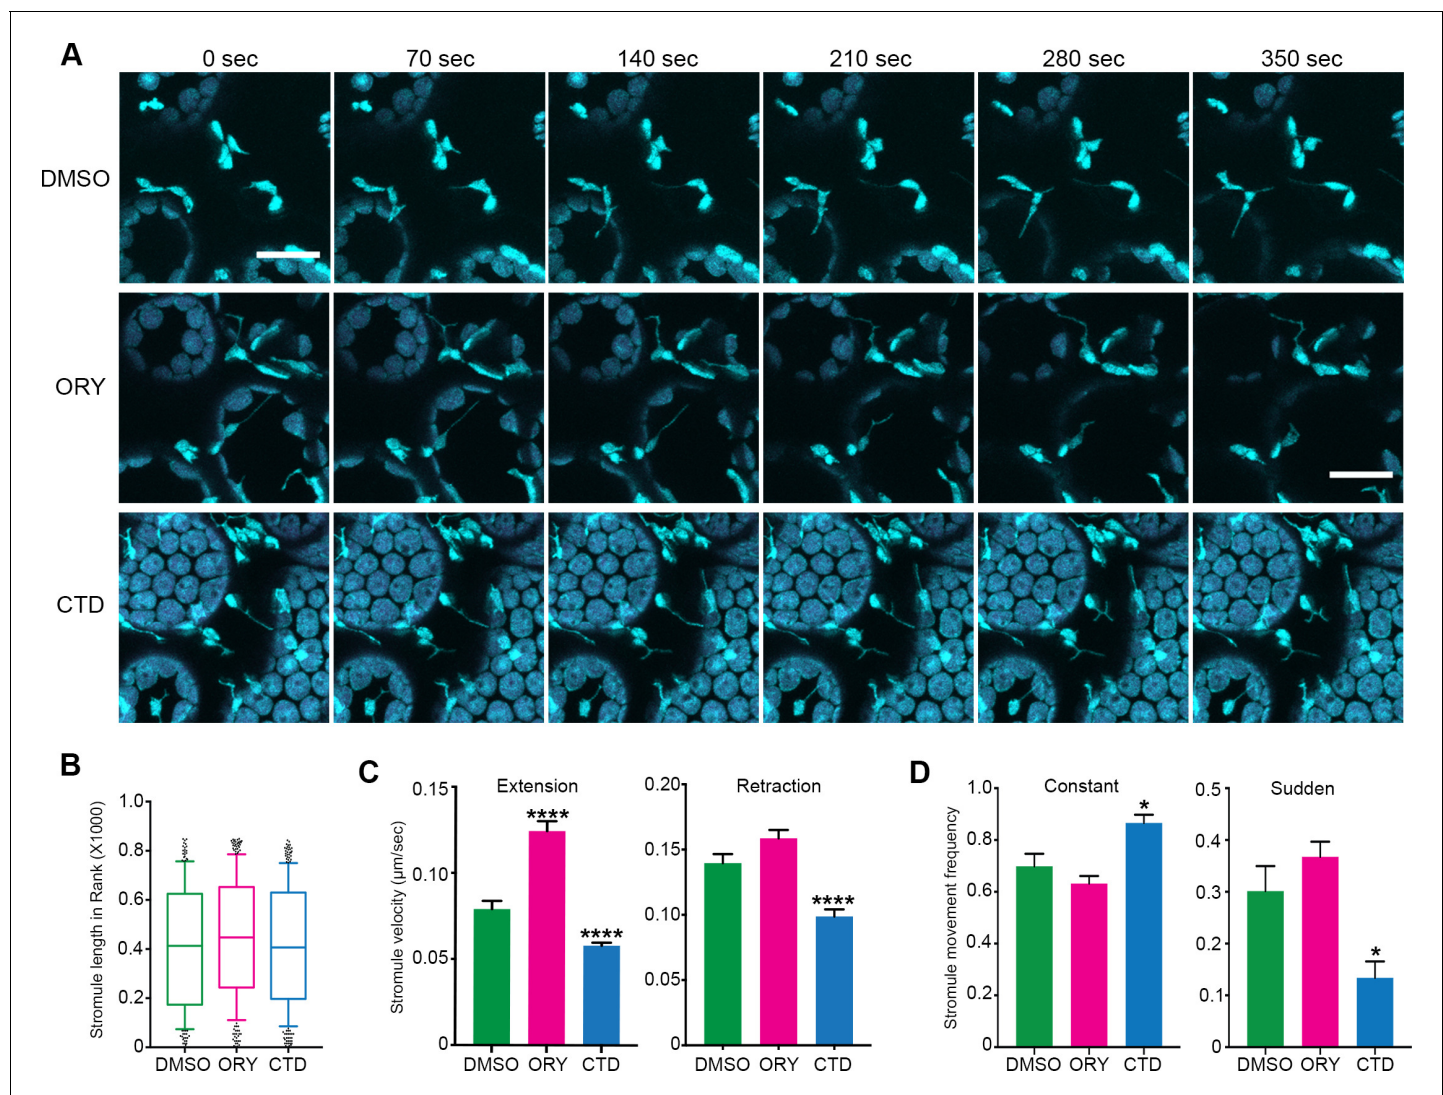 A
0 sec 70 sec 140 sec 210 sec 280 sec 350 sec
DMSO
ORY
CTD
B
Stromule length in Rank (X1000)
1.0
0.8
0.6
0.4
0.2
0
DMSO ORY CTD
C
Stromule velocity (μm/sec)
Extension
0.15
0.10
0.05
0
****
****
DMSO ORY CTD
Retraction
0.20
0.15
0.10
0.05
0
****
DMSO ORY CTD
D
Stromule movement frequency
Constant
1.0
0.8
0.6
0.4
0.2
0
*
DMSO ORY CTD
Sudden
0.5
0.4
0.3
0.2
0.1
0
*
DMSO ORY CTD